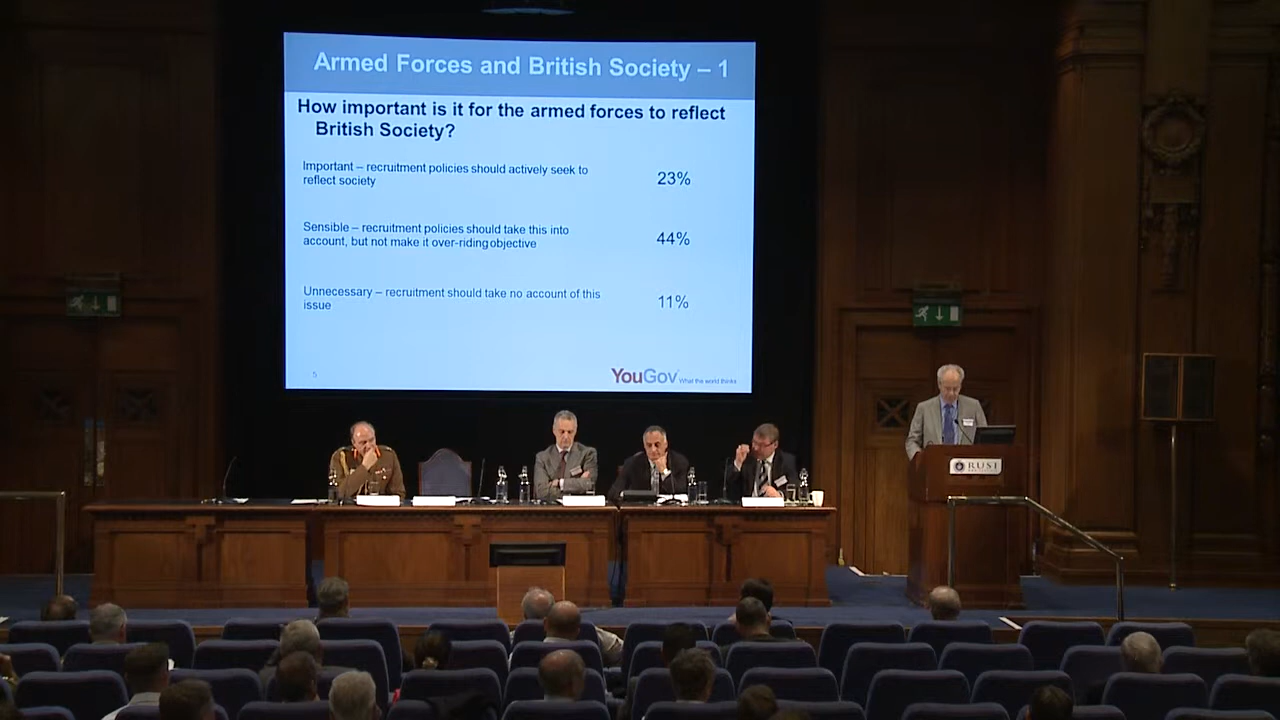 Armed Forces and British Society – 1
How important is it for the armed forces to reflect
British Society?
Important – recruitment policies should actively seek to
reflect society
23%
Sensible – recruitment policies should take this into
account, but not make it over-riding objective
44%
Unnecessary – recruitment should take no account of this
issue
11%
5
YouGov What the world thinks
RUSI